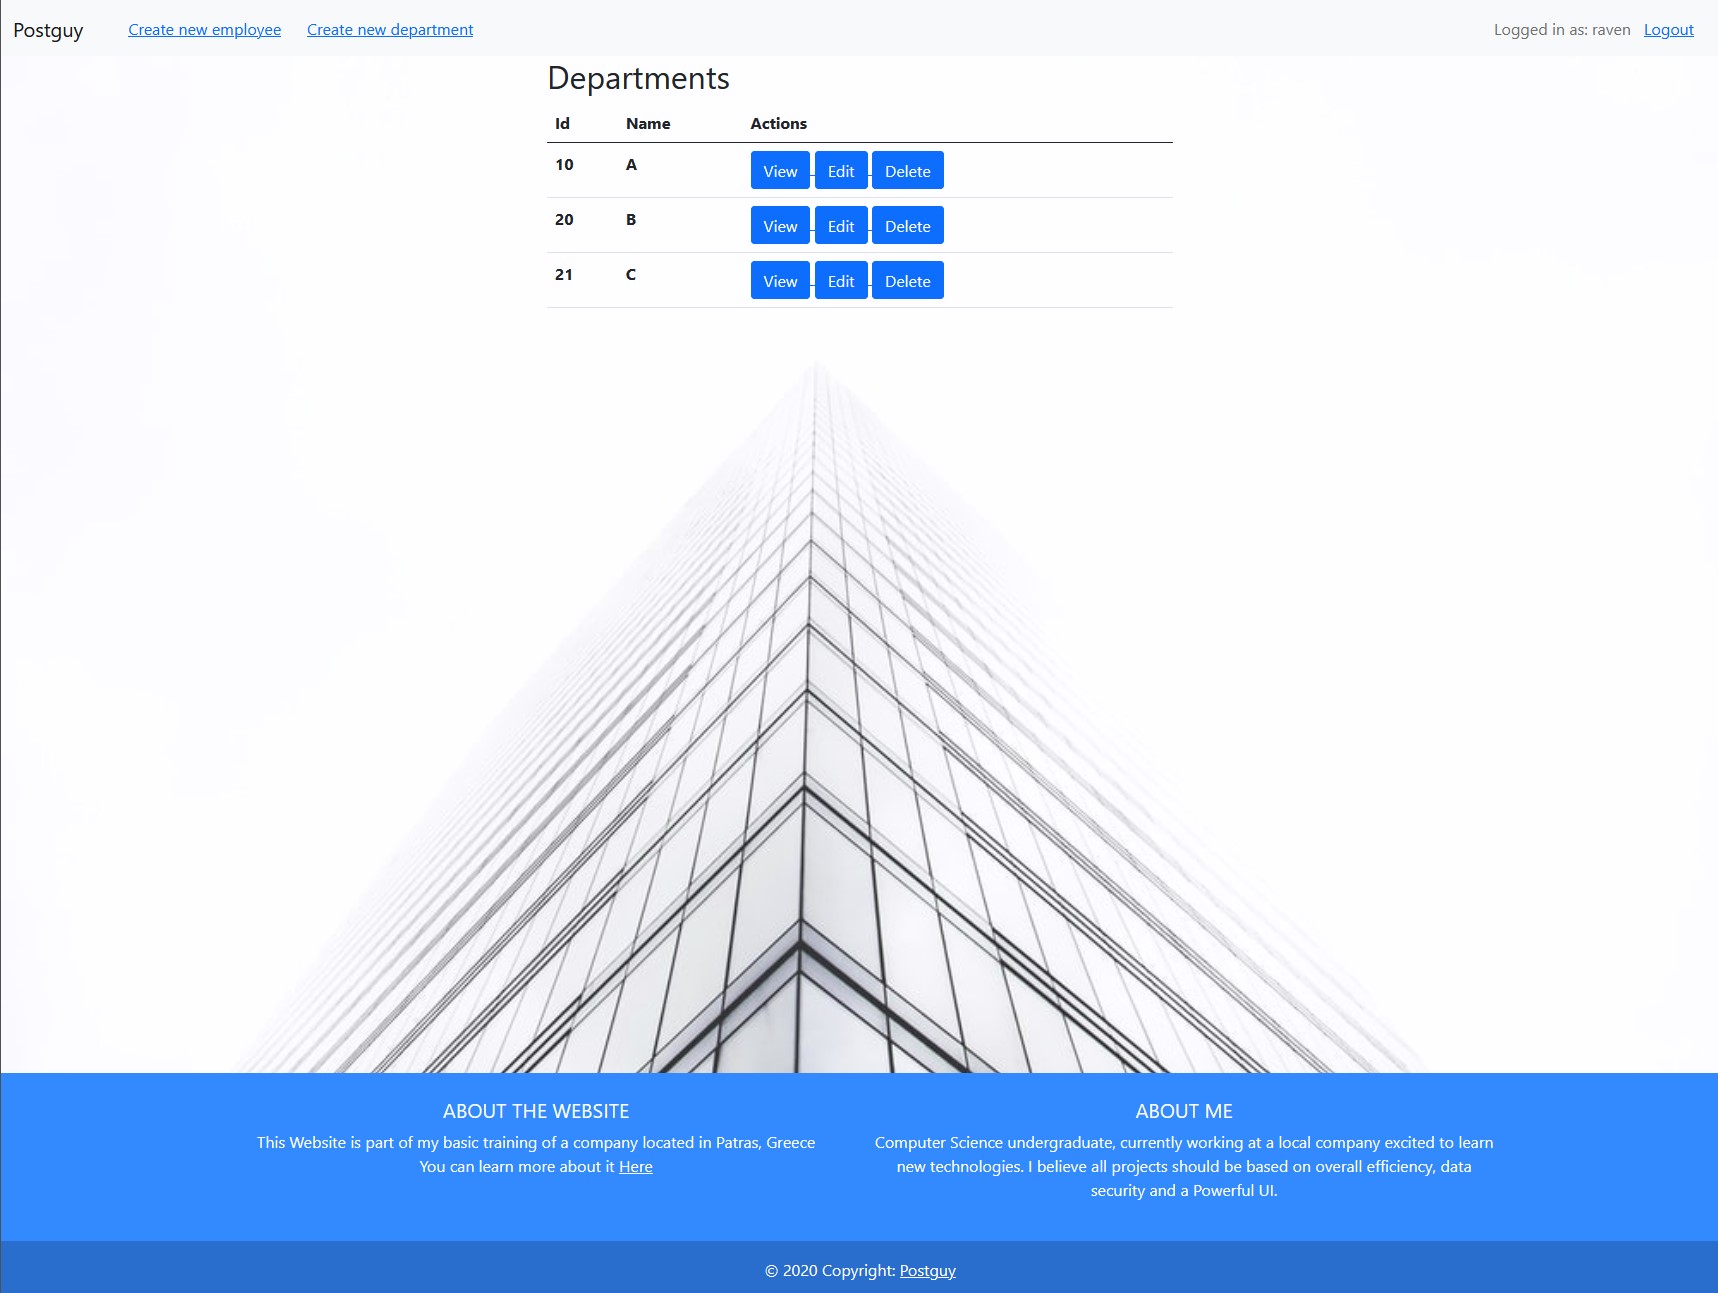 Postguy Create new employee Create new department Logged in as: raven Logout
Departments
Id Name Actions
10 A View Edit Delete
20 B View Edit Delete
21 C View Edit Delete
ABOUT THE WEBSITE
This Website is part of my basic training of a company located in Patras, Greece
You can learn more about it Here
ABOUT ME
Computer Science undergraduate, currently working at a local company excited to learn
new technologies. I believe all projects should be based on overall efficiency, data
security and a Powerful UI.
© 2020 Copyright: Postguy